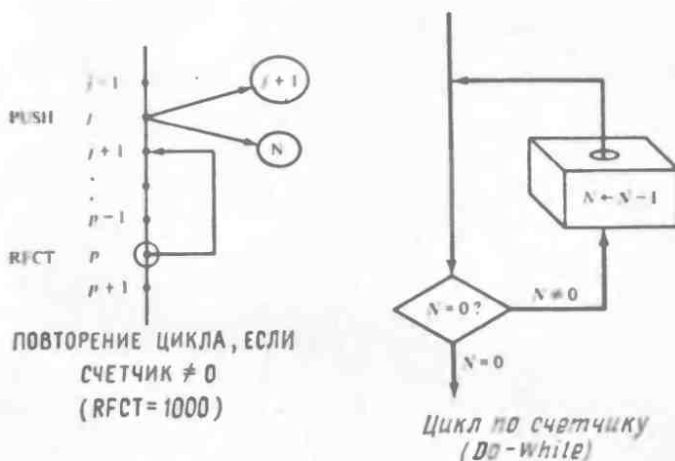 j-1
j+1
PUSH j
N
j+1
p-1
RFCT p
p+1
ПОВТОРЕНИЕ ЦИКЛА, ЕСЛИ
СЧЕТЧИК ≠ 0
(RFCT=1000)
N ← N-1
N=0?
N≠0
N=0
Цикл по счетчику
(Do-while)